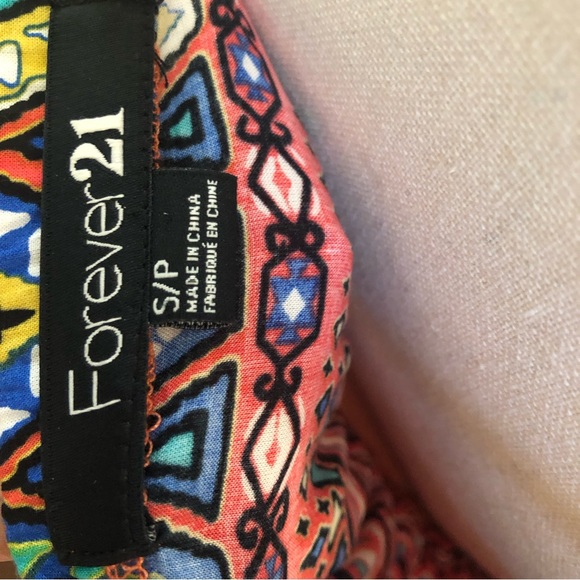 Forever21
S/P
MADE IN CHINA
FABRIQUÉ EN CHINE